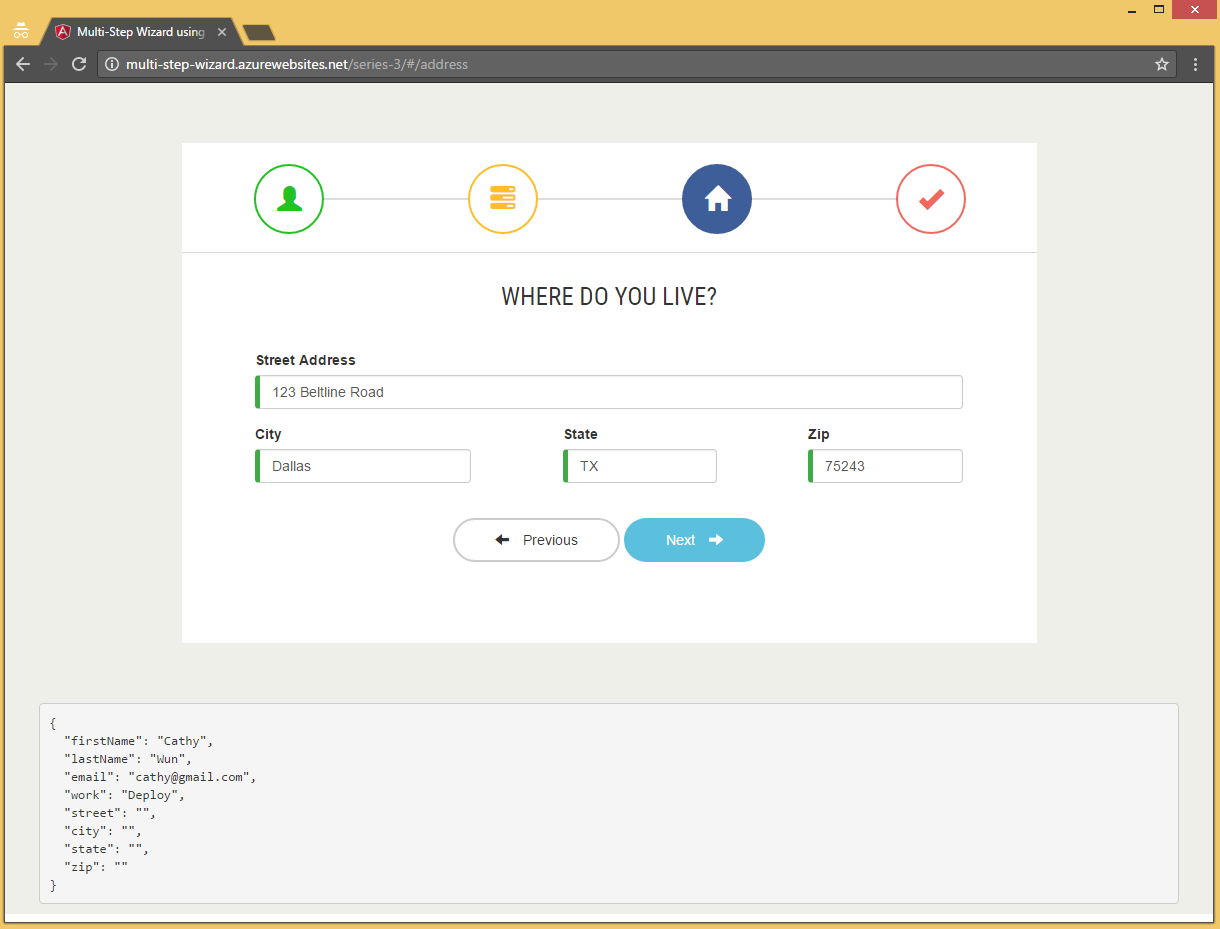 Multi-Step Wizard using
multi-step-wizard.azurewebsites.net/series-3/#/address
WHERE DO YOU LIVE?
Street Address
123 Beltline Road
City State Zip
Dallas TX 75243
Previous Next
{
"firstName": "Cathy",
"lastName": "Wun",
"email": "cathy@gmail.com",
"work": "Deploy",
"street": "",
"city": "",
"state": "",
"zip": ""
}